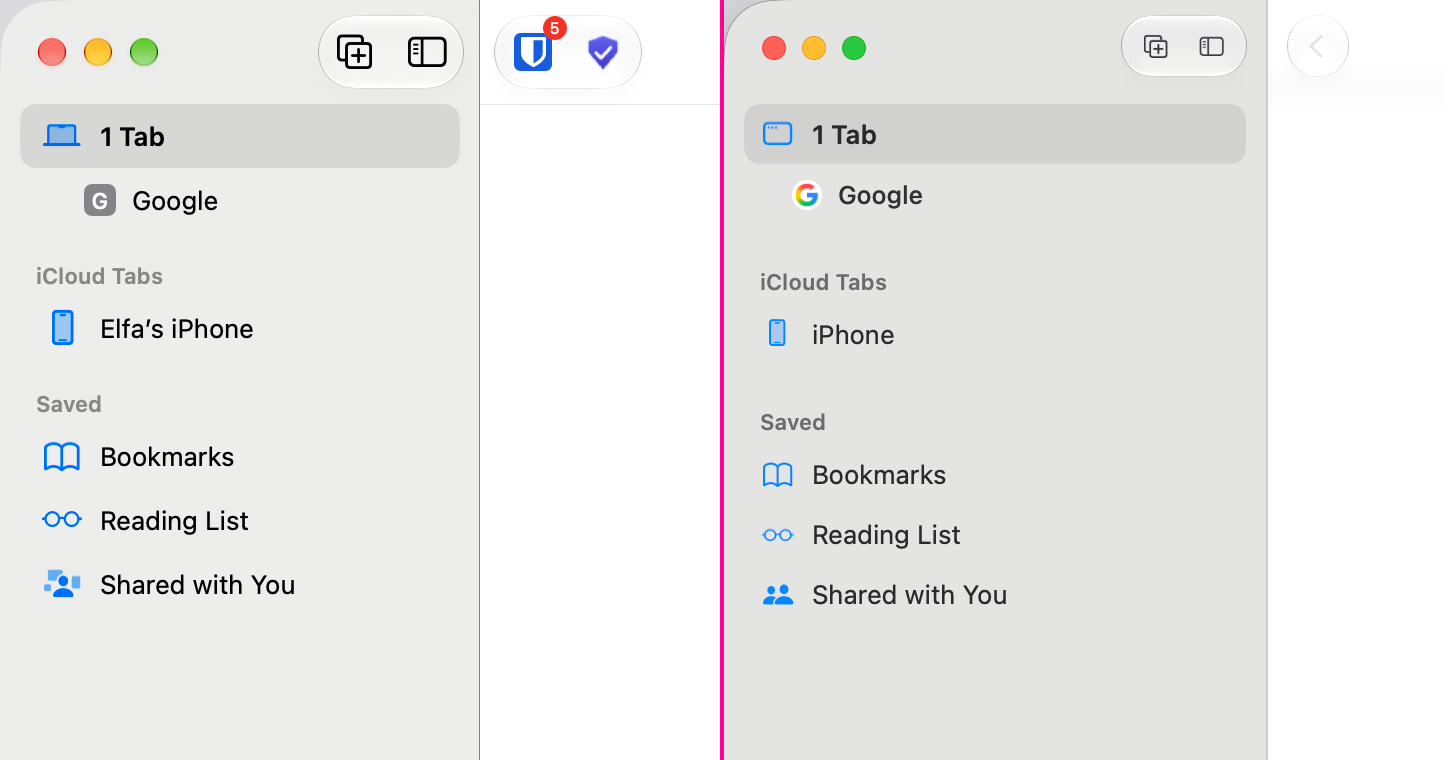 5
1 Tab
G Google
iCloud Tabs
Elfa’s iPhone
Saved
Bookmarks
Reading List
Shared with You
1 Tab
G Google
iCloud Tabs
iPhone
Saved
Bookmarks
Reading List
Shared with You